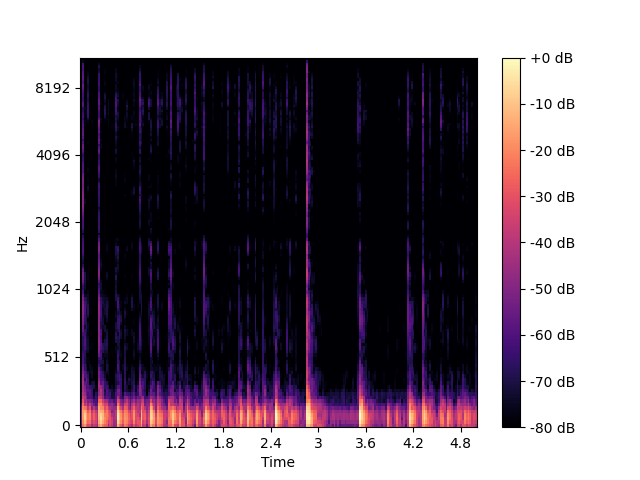 +0 dB
8192
-10 dB
4096
-20 dB
-30 dB
2048
Hz
-40 dB
1024
-50 dB
-60 dB
512
-70 dB
0
-80 dB
0 0.6 1.2 1.8 2.4 3 3.6 4.2 4.8
Time